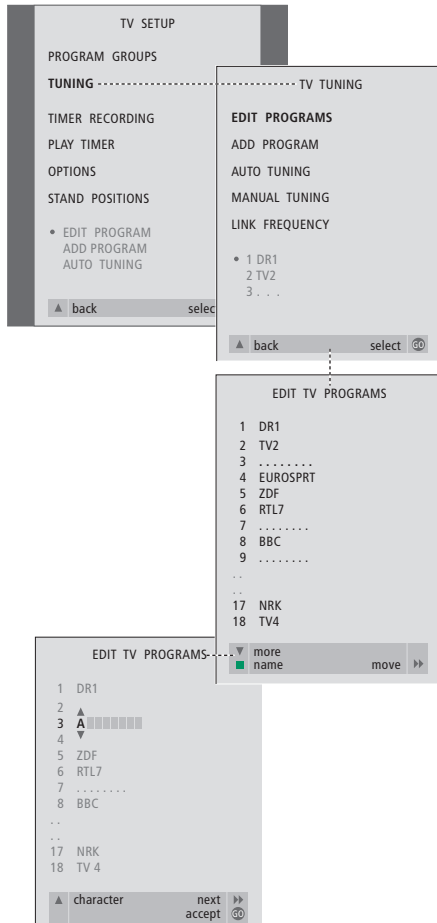 TV SETUP
PROGRAM GROUPS
TUNING
TIMER RECORDING
PLAY TIMER
OPTIONS
STAND POSITIONS
• EDIT PROGRAM
ADD PROGRAM
AUTO TUNING
▲ back selec
TV TUNING
EDIT PROGRAMS
ADD PROGRAM
AUTO TUNING
MANUAL TUNING
LINK FREQUENCY
• 1 DR1
2 TV2
3 . . .
▲ back select GO
EDIT TV PROGRAMS
1 DR1
2 TV2
3 . . . . . . . .
4 EUROSPRT
5 ZDF
6 RTL7
7 . . . . . . . .
8 BBC
9 . . . . . . . .
. .
. .
17 NRK
18 TV4
▼ more
name move
EDIT TV PROGRAMS
1 DR1
2
3 A
4
5 ZDF
6 RTL7
7 . . . . . . . .
8 BBC
. .
. .
17 NRK
18 TV 4
▲ character next
accept GO